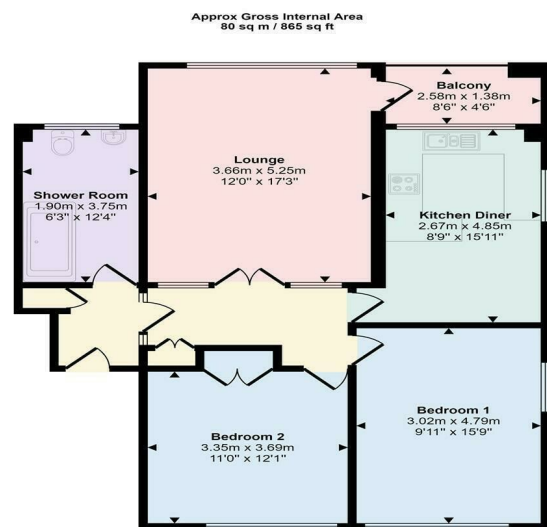 Approx Gross Internal Area
80 sq m / 865 sq ft
Balcony
2.58m x 1.38m
8'6" x 4'6"
Lounge
3.66m x 5.25m
12'0" x 17'3"
Shower Room
1.90m x 3.75m
6'3" x 12'4"
Kitchen Diner
2.67m x 4.85m
8'9" x 15'11"
Bedroom 1
3.02m x 4.79m
9'11" x 15'9"
Bedroom 2
3.35m x 3.69m
11'0" x 12'1"